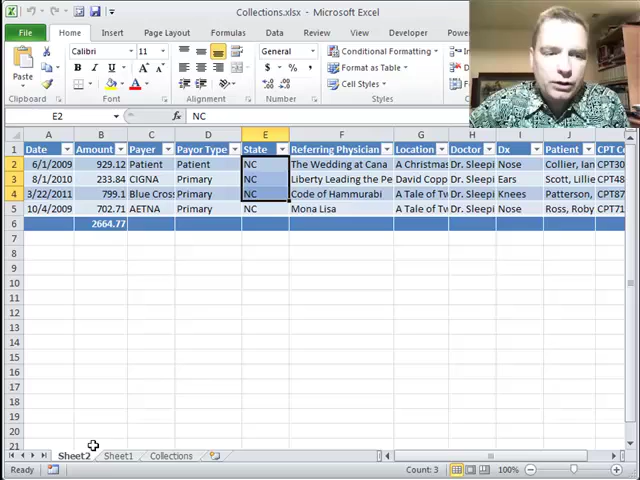 Collections.xlsx - Microsoft Excel
File Home Insert Page Layout Formulas Data Review View Developer
Paste Calibri 11 General Conditional Formatting
B I U $ % , Format as Table
A Cell Styles
Clipboard Font Alignment Number Styles
E2 fx NC
A B C D E F G H I J K
1 Date Amount Payer Payor Type State Referring Physician Location Doctor Dx Patient CPT Co
2 6/1/2009 929.12 Patient Patient NC The Wedding at Cana A Christmas Dr. Sleepi Nose Collier, Ian CPT30
3 8/1/2010 233.84 CIGNA Primary NC Liberty Leading the Pe David Copp Dr. Sleepi Ears Scott, Lillie CPT48
4 3/22/2011 799.1 Blue Cross Primary NC Code of Hammurabi A Tale of Tw Dr. Sleepi Knees Patterson, CPT87
5 10/4/2009 702.71 AETNA Primary NC Mona Lisa A Tale of Tw Dr. Sleepi Nose Ross, Roby CPT71
6 2664.77
7
8
9
10
11
12
13
14
15
16
17
18
19
20
21
Sheet2 Sheet1 Collections
Ready Count: 3 100%